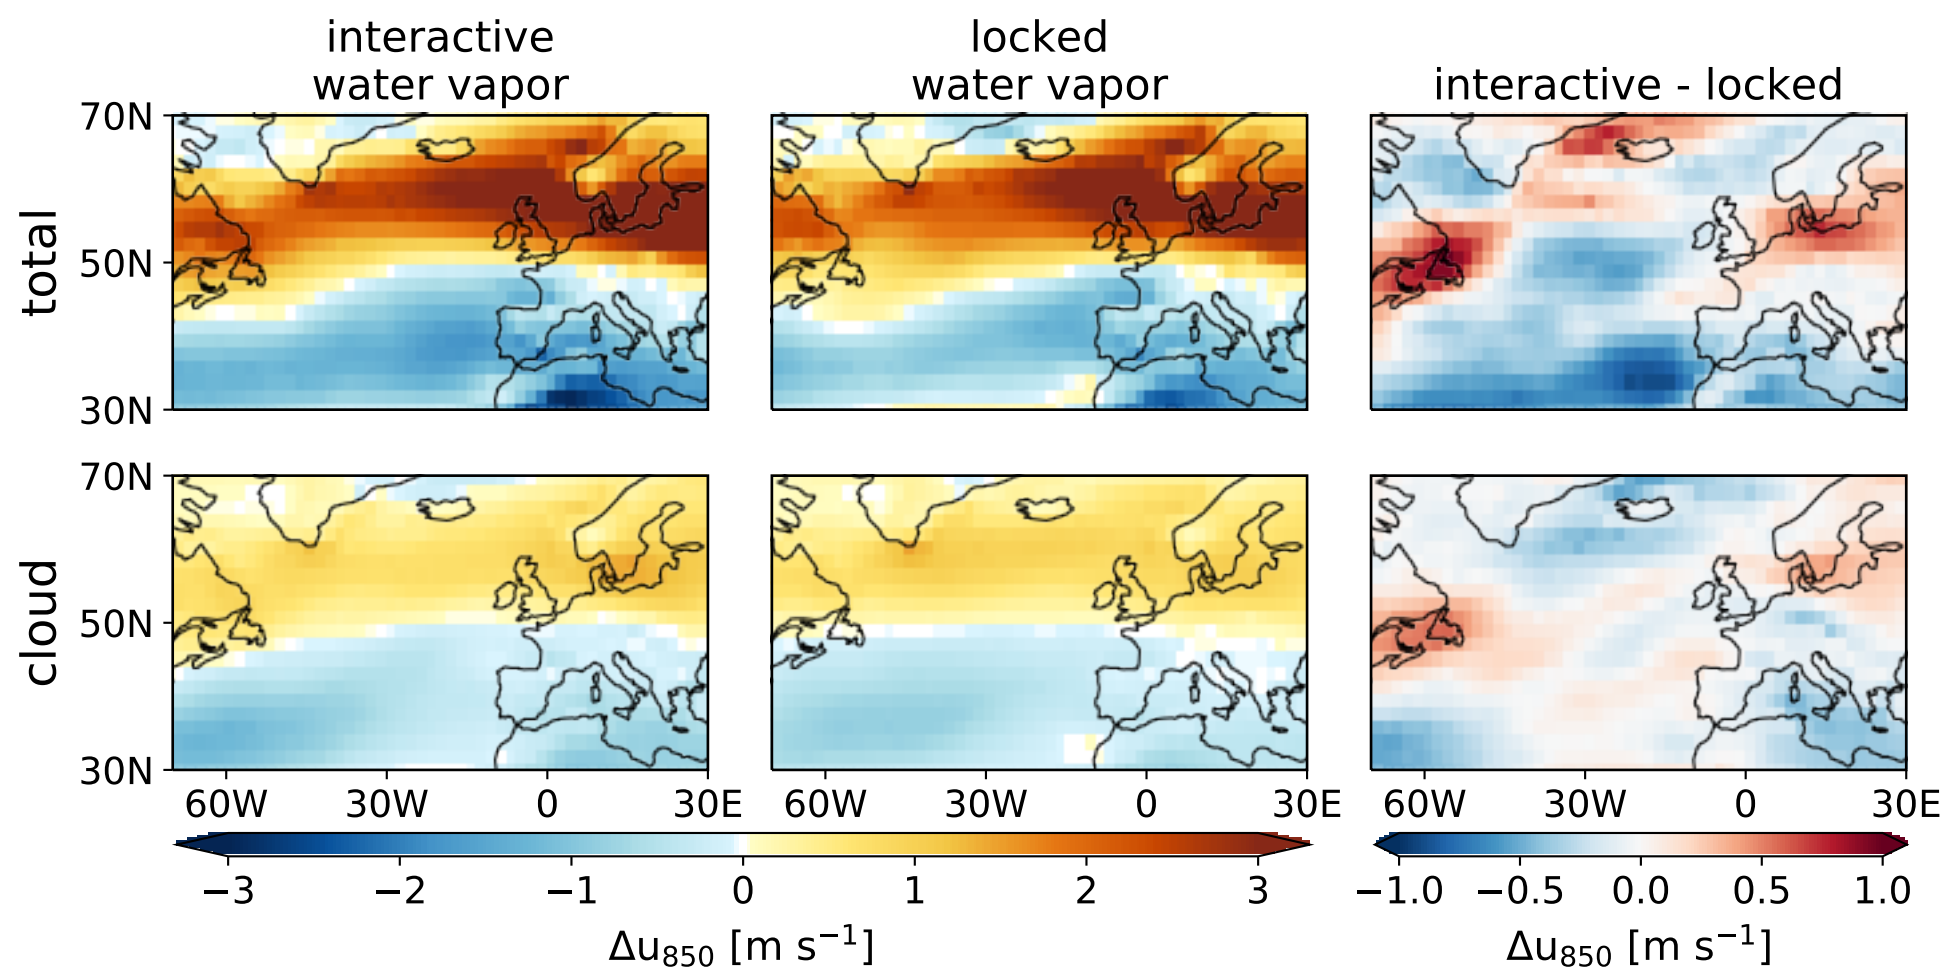 interactive
water vapor
locked
water vapor
interactive - locked
total
70N
50N
30N
cloud
70N
50N
30N
60W 30W 0 30E
60W 30W 0 30E
60W 30W 0 30E
−3 −2 −1 0 1 2 3
−1.0 −0.5 0.0 0.5 1.0
Δu₈₅₀ [m s⁻¹]
Δu₈₅₀ [m s⁻¹]